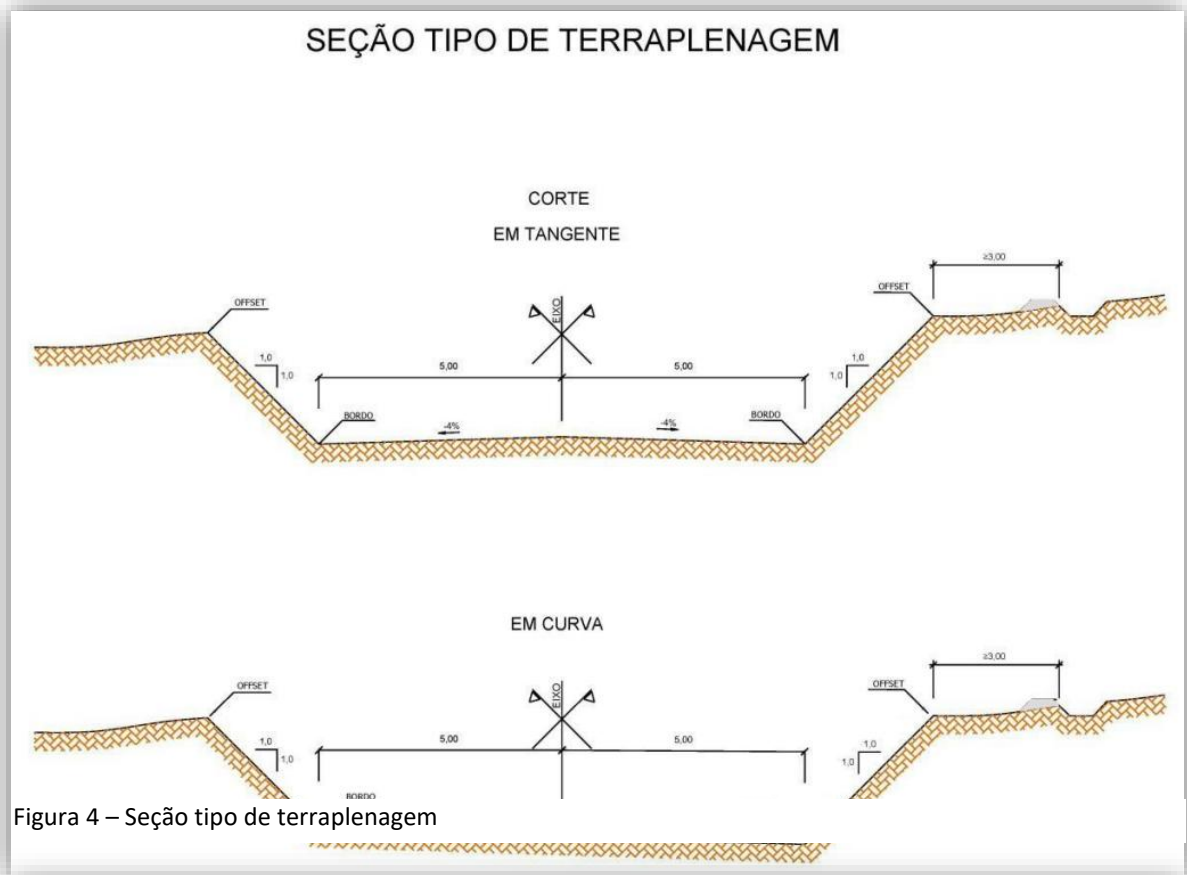 SEÇÃO TIPO DE TERRAPLENAGEM
CORTE
EM TANGENTE
≥3,00
OFFSET
OFFSET
EIXO
1,0
1,0
5,00
5,00
1,0
1,0
BORDO
BORDO
-4%
-4%
EM CURVA
≥3,00
OFFSET
OFFSET
EIXO
1,0
1,0
5,00
5,00
1,0
1,0
BORDO
Figura 4 – Seção tipo de terraplenagem